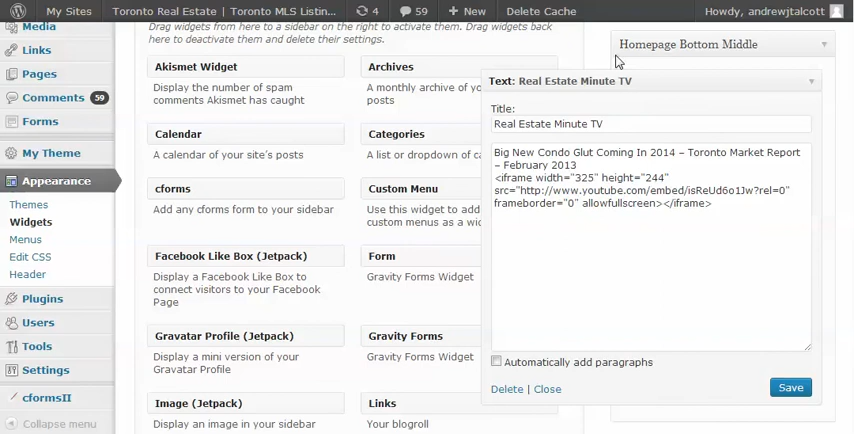 My Sites Toronto Real Estate | Toronto MLS Listin... 4 59 + New Delete Cache Howdy, andrewjtalcott
Media
Links
Pages
Comments 59
Forms
My Theme
Appearance
Themes
Widgets
Menus
Edit CSS
Header
Plugins
Users
Tools
Settings
cformsII
Collapse menu
Drag widgets from here to a sidebar on the right to activate them. Drag widgets
back here to deactivate them and delete their settings.
Akismet Widget
Display the number of spam
comments Akismet has caught
Archives
A monthly archive of yo
posts
Calendar
A calendar of your site's posts
Categories
A list or dropdown of ca
cforms
Add any cforms form to your sidebar
Custom Menu
Use this widget to add
custom menus as a wid
Facebook Like Box (Jetpack)
Display a Facebook Like Box to
connect visitors to your Facebook
Page
Form
Gravity Forms Widget
Gravatar Profile (Jetpack)
Display a mini version of your
Gravatar Profile
Gravity Forms
Gravity Forms Widget
Image (Jetpack)
Display an image in your sidebar
Links
Your blogroll
Homepage Bottom Middle
Text: Real Estate Minute TV
Title:
Real Estate Minute TV
Big New Condo Glut Coming In 2014 – Toronto Market Report
– February 2013
<iframe width="325" height="244"
src="http://www.youtube.com/embed/isReUd6o1Jw?rel=0"
frameborder="0" allowfullscreen></iframe>
Automatically add paragraphs
Delete | Close
Save